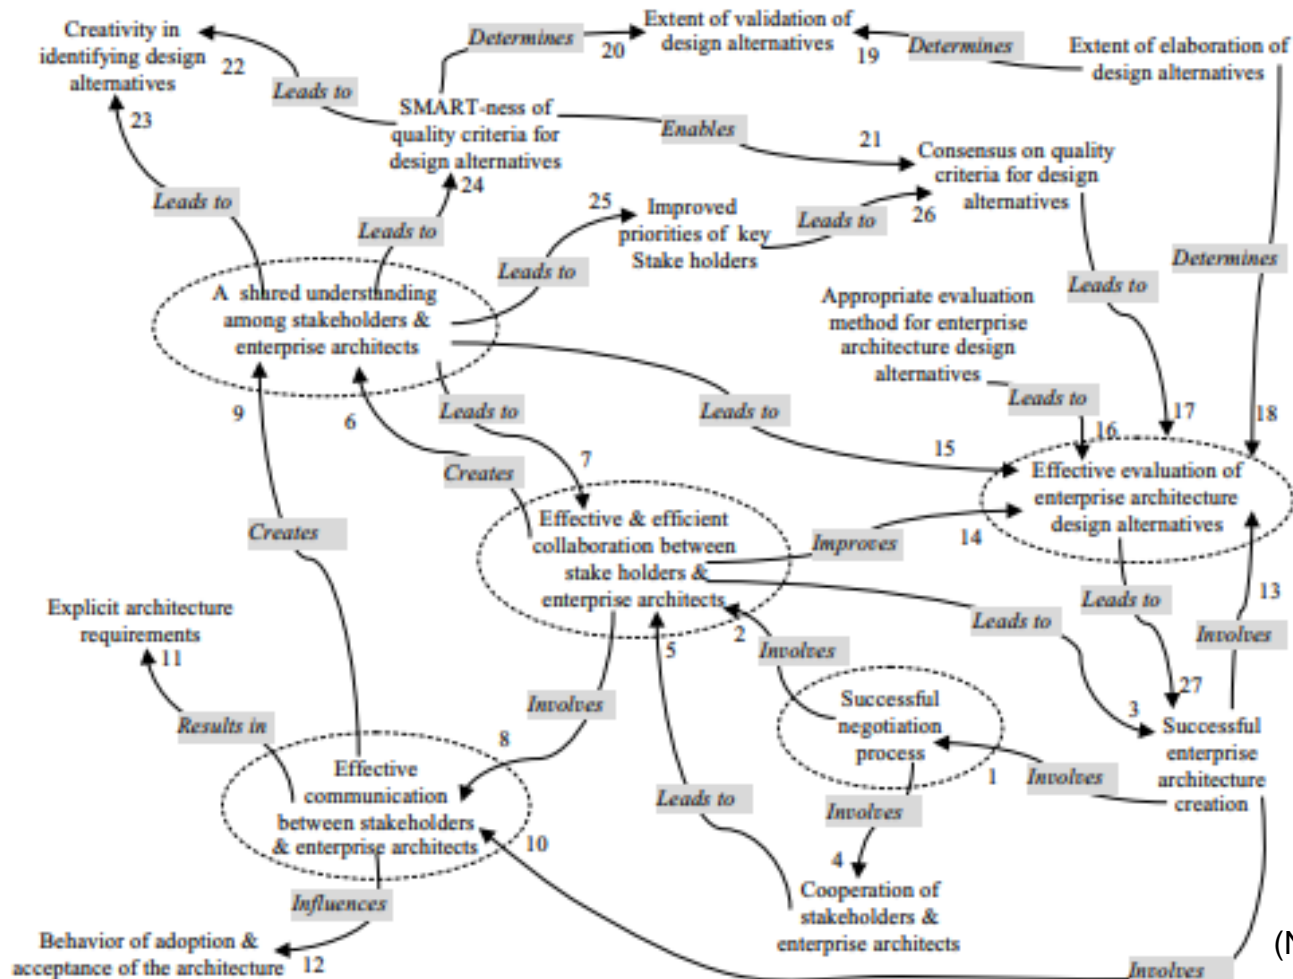 Creativity in
identifying design
alternatives
22
Leads to
23
Determines
20
Extent of validation of
design alternatives
19
Determines
Extent of elaboration of
design alternatives
SMART-ness of
quality criteria for
design alternatives
Enables
21
Consensus on quality
criteria for design
alternatives
24
Leads to
Leads to
25
Improved
priorities of key
Stake holders
Leads to
26
Leads to
Determines
Leads to
A shared understanding
among stakeholders &
enterprise architects
Appropriate evaluation
method for enterprise
architecture design
alternatives
Leads to
16
17
18
9
6
Leads to
Leads to
15
7
Creates
Effective evaluation of
enterprise architecture
design alternatives
Effective & efficient
collaboration between
stake holders &
enterprise architects
Improves
14
Creates
13
Leads to
Leads to
Involves
Explicit architecture
requirements
11
5
2
Involves
27
3
Results in
Involves
8
Successful
negotiation
process
1
Involves
Successful
enterprise
architecture
creation
Effective
communication
between stakeholders
& enterprise architects
Leads to
Involves
10
4
Influences
Cooperation of
stakeholders &
enterprise architects
Behavior of adoption &
acceptance of the architecture
12
Involves
(N